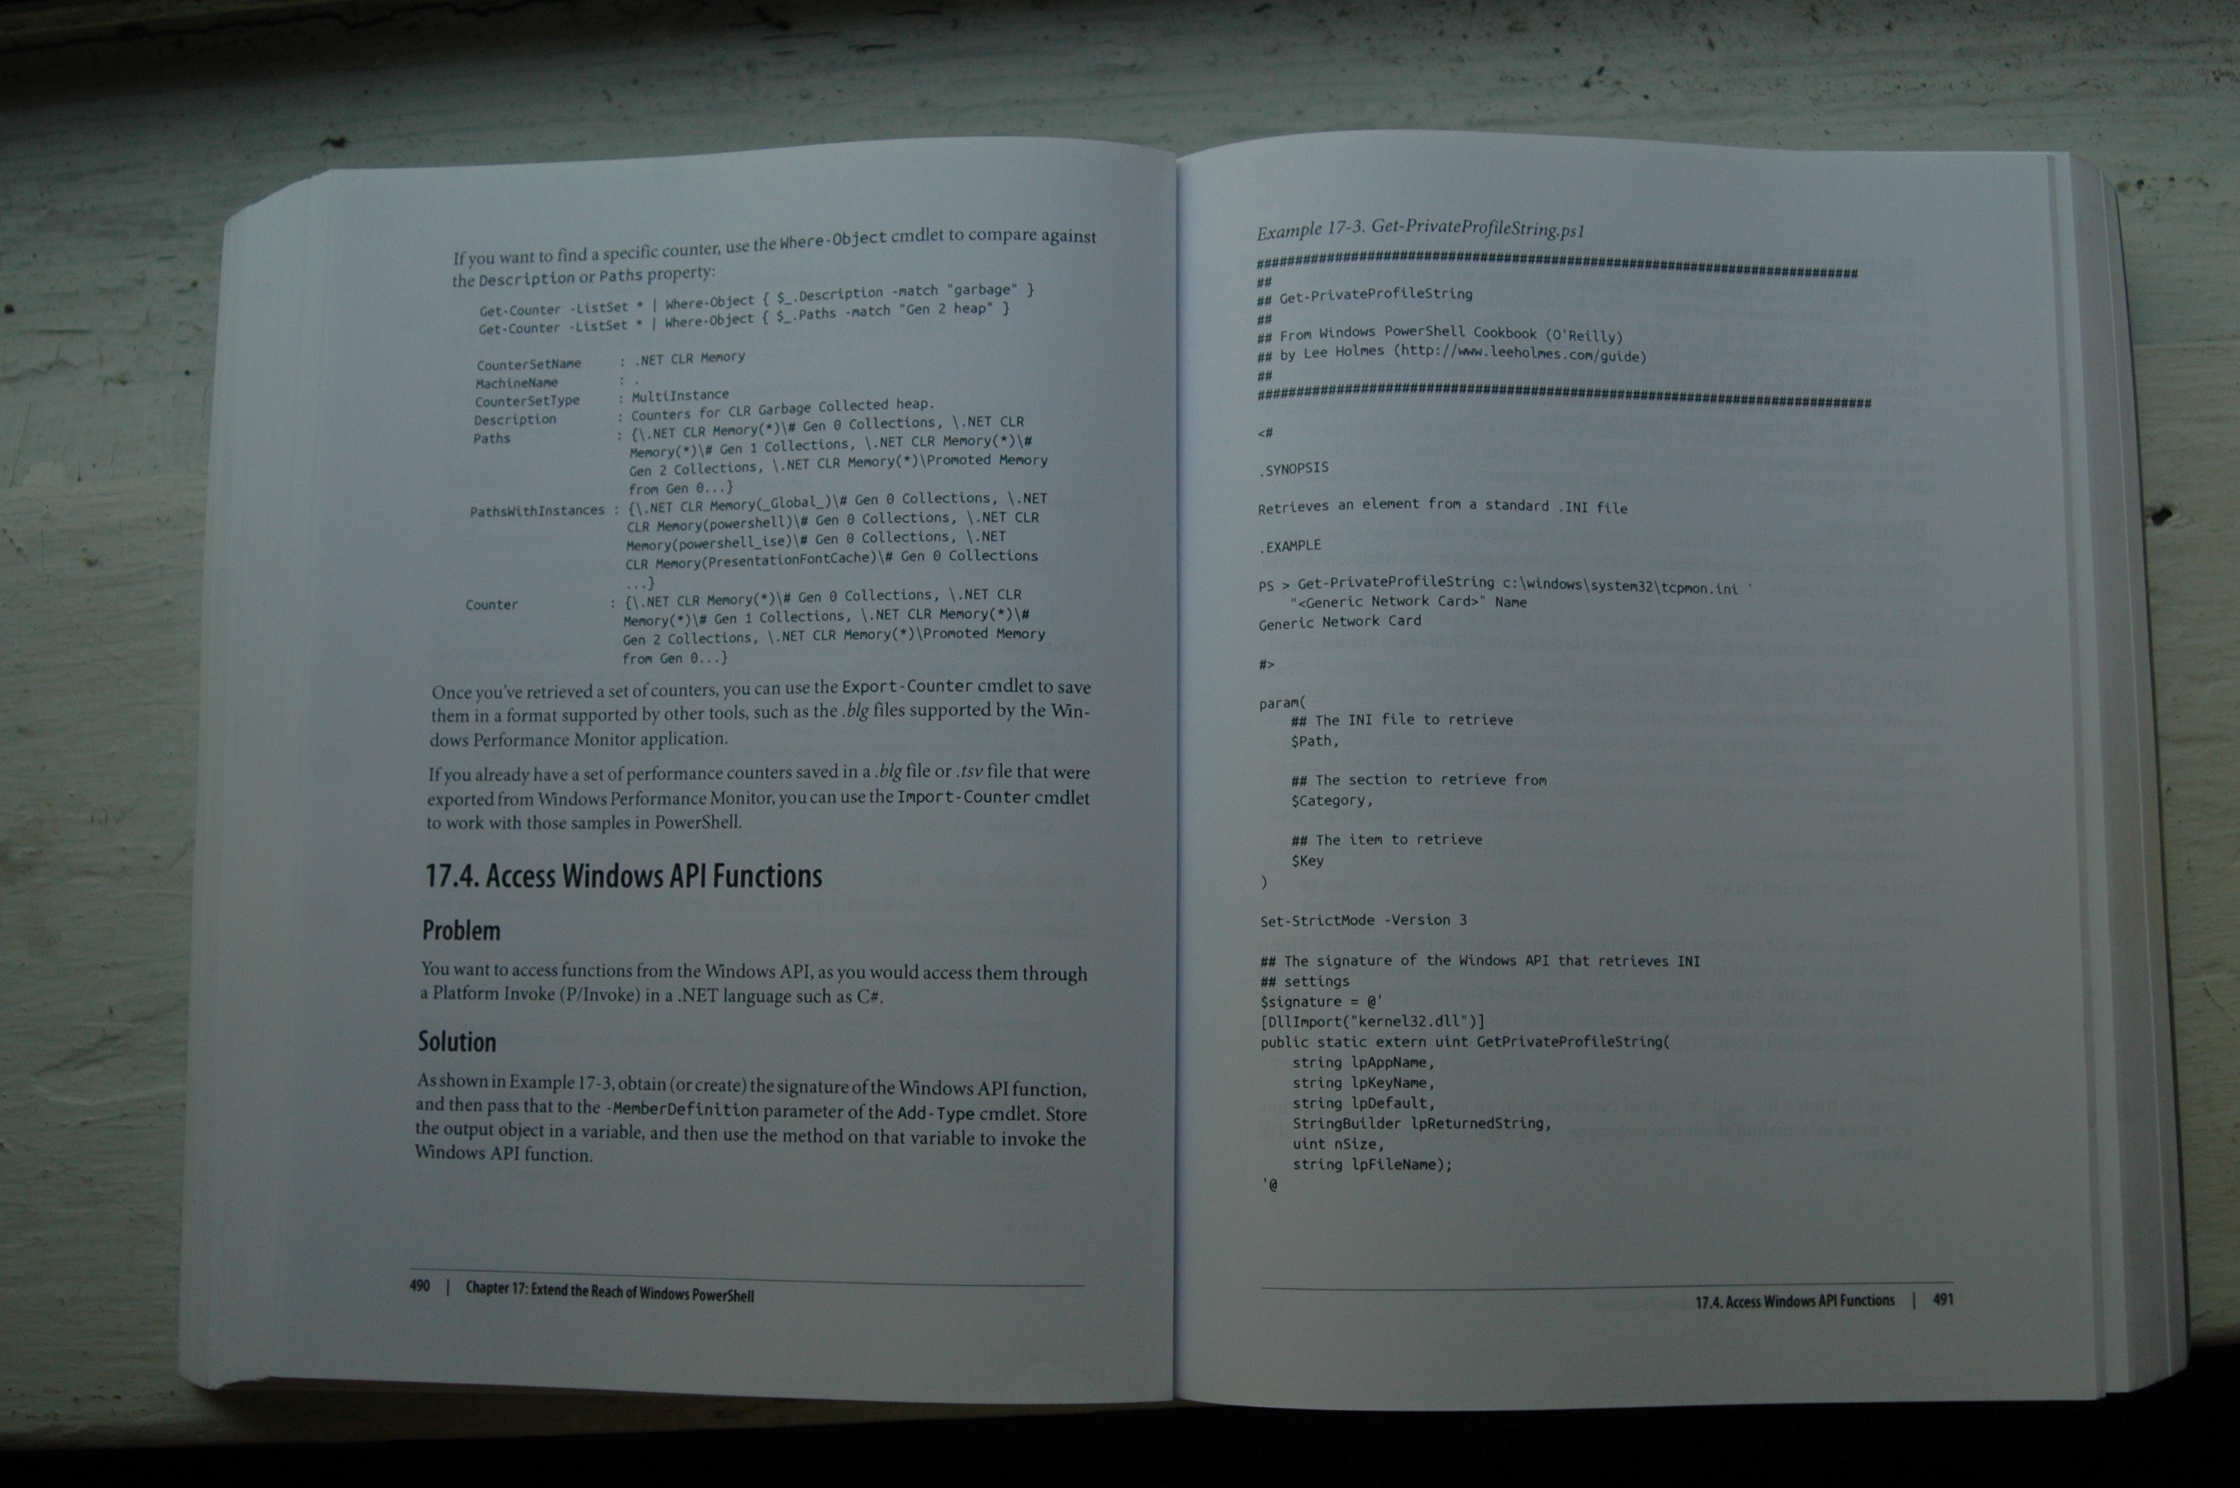 If you want to find a specific counter, use the Where-Object cmdlet to compare against
the Description or Paths property:
Get-Counter -ListSet * | Where-Object { $_.Description -match "garbage" }
Get-Counter -ListSet * | Where-Object { $_.Paths -match "Gen 2 heap" }
CounterSetName : .NET CLR Memory
MachineName : .
CounterSetType : MultiInstance
Description : Counters for CLR Garbage Collected heap.
Paths : {\.NET CLR Memory(*)\# Gen 0 Collections, \.NET CLR
Memory(*)\# Gen 1 Collections, \.NET CLR Memory(*)\#
Gen 2 Collections, \.NET CLR Memory(*)\Promoted Memory
from Gen 0...}
PathsWithInstances : {\.NET CLR Memory(_Global_)\# Gen 0 Collections, \.NET
CLR Memory(powershell)\# Gen 0 Collections, \.NET CLR
Memory(powershell_ise)\# Gen 0 Collections, \.NET
CLR Memory(PresentationFontCache)\# Gen 0 Collections
...}
Counter : {\.NET CLR Memory(*)\# Gen 0 Collections, \.NET CLR
Memory(*)\# Gen 1 Collections, \.NET CLR Memory(*)\#
Gen 2 Collections, \.NET CLR Memory(*)\Promoted Memory
from Gen 0...}
Once you've retrieved a set of counters, you can use the Export-Counter cmdlet to save
them in a format supported by other tools, such as the .blg files supported by the Win-
dows Performance Monitor application.
If you already have a set of performance counters saved in a .blg file or .tsv file that were
exported from Windows Performance Monitor, you can use the Import-Counter cmdlet
to work with those samples in PowerShell.
17.4. Access Windows API Functions
Problem
You want to access functions from the Windows API, as you would access them through
a Platform Invoke (P/Invoke) in a .NET language such as C#.
Solution
As shown in Example 17-3, obtain (or create) the signature of the Windows API function,
and then pass that to the -MemberDefinition parameter of the Add-Type cmdlet. Store
the output object in a variable, and then use the method on that variable to invoke the
Windows API function.
490 | Chapter 17: Extend the Reach of Windows PowerShell
Example 17-3. Get-PrivateProfileString.ps1
##############################################################################
##
## Get-PrivateProfileString
##
## From Windows PowerShell Cookbook (O'Reilly)
## by Lee Holmes (http://www.leeholmes.com/guide)
##
##############################################################################
<#
.SYNOPSIS
Retrieves an element from a standard .INI file
.EXAMPLE
PS > Get-PrivateProfileString c:\windows\system32\tcpmon.ini `
"<Generic Network Card>" Name
Generic Network Card
#>
param(
## The INI file to retrieve
$Path,
## The section to retrieve from
$Category,
## The item to retrieve
$Key
)
Set-StrictMode -Version 3
## The signature of the Windows API that retrieves INI
## settings
$signature = @'
[DllImport("kernel32.dll")]
public static extern uint GetPrivateProfileString(
string lpAppName,
string lpKeyName,
string lpDefault,
StringBuilder lpReturnedString,
uint nSize,
string lpFileName);
'@
17.4. Access Windows API Functions | 491